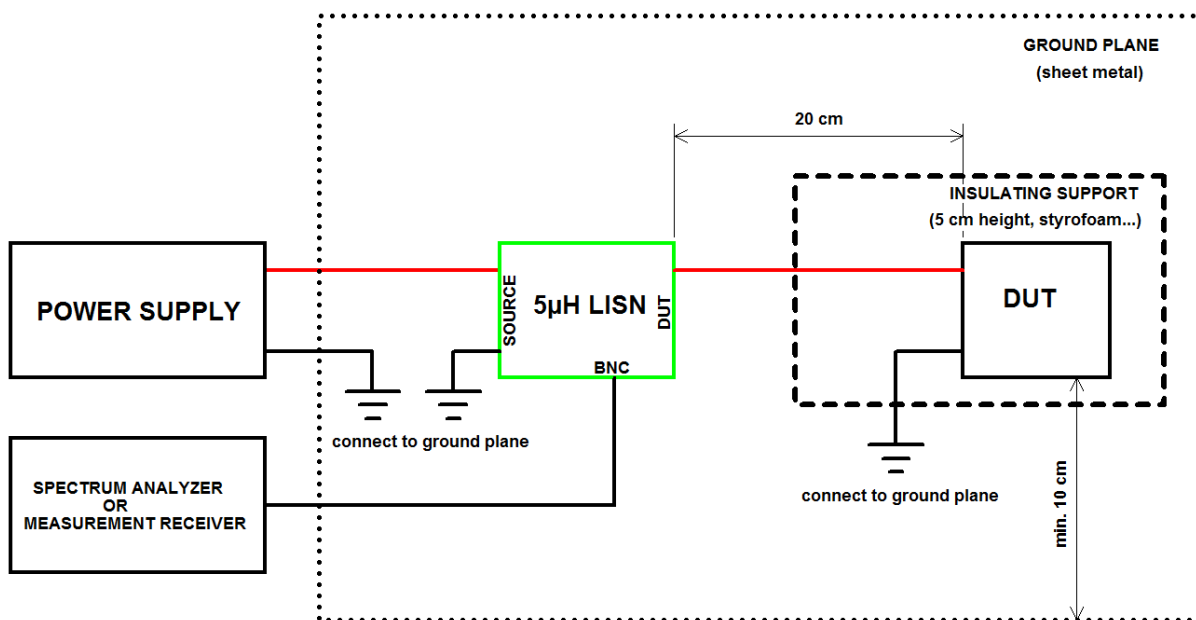 GROUND PLANE
(sheet metal)
20 cm
INSULATING SUPPORT
(5 cm height, styrofoam...)
POWER SUPPLY
SOURCE
5µH LISN
DUT
BNC
DUT
connect to ground plane
connect to ground plane
min. 10 cm
SPECTRUM ANALYZER
OR
MEASUREMENT RECEIVER